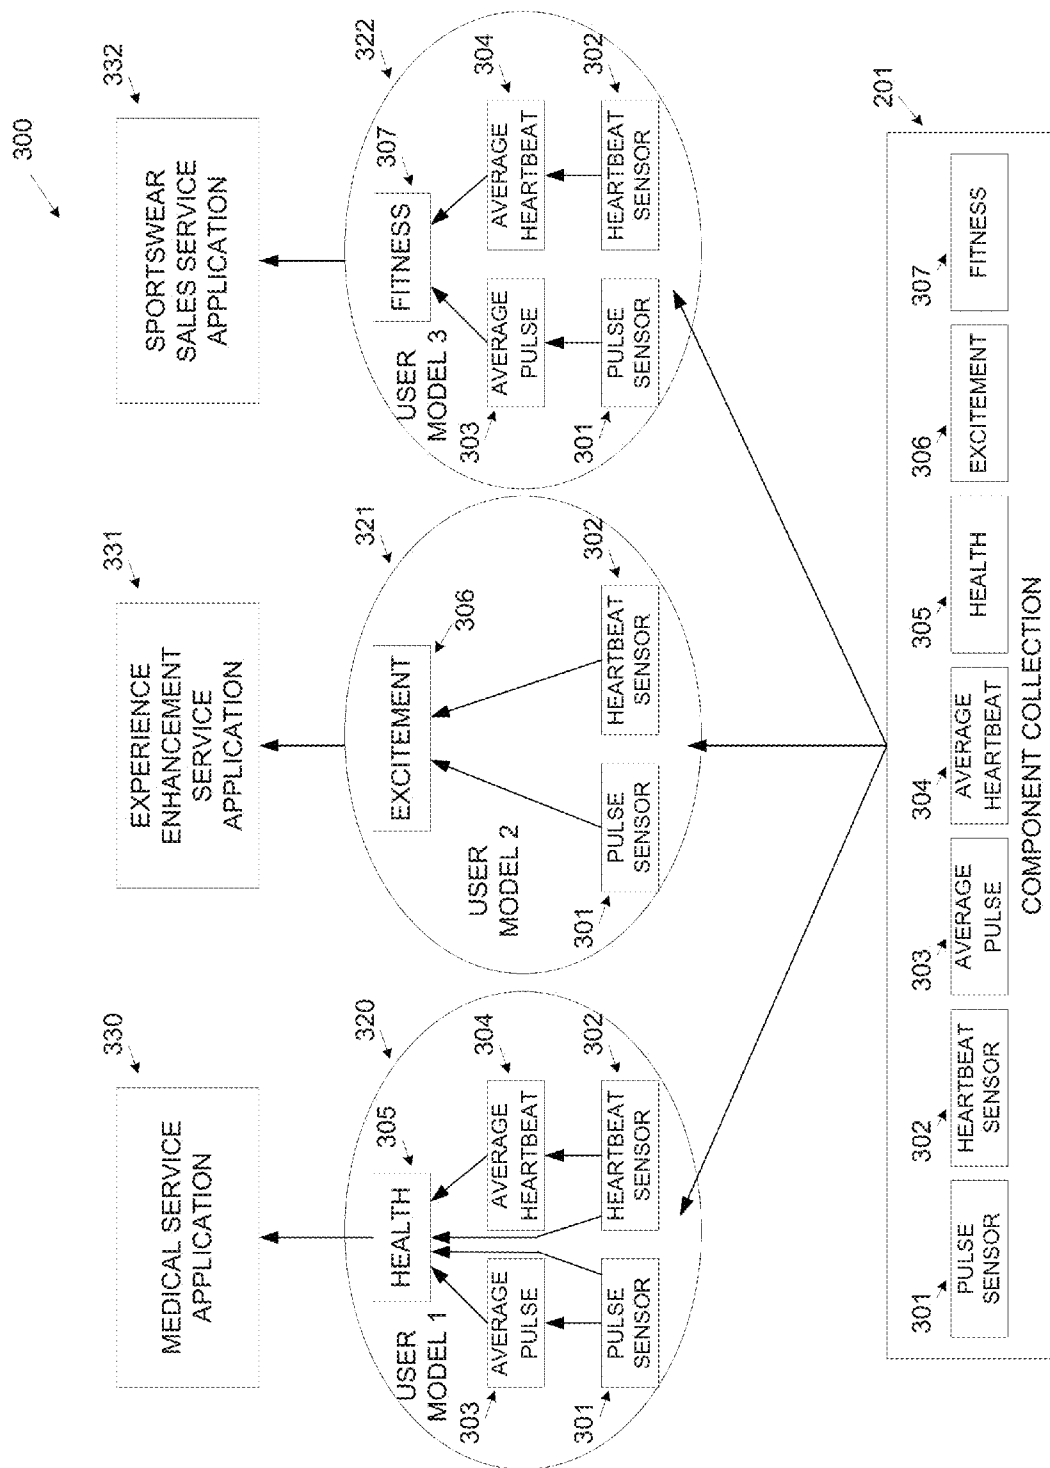 300
330
MEDICAL SERVICE
APPLICATION
331
EXPERIENCE
ENHANCEMENT
SERVICE
APPLICATION
332
SPORTSWEAR
SALES SERVICE
APPLICATION
320
305
HEALTH
USER
MODEL 1
303
AVERAGE
PULSE
304
AVERAGE
HEARTBEAT
301
PULSE
SENSOR
302
HEARTBEAT
SENSOR
321
306
EXCITEMENT
USER
MODEL 2
301
PULSE
SENSOR
302
HEARTBEAT
SENSOR
322
307
FITNESS
USER
MODEL 3
303
AVERAGE
PULSE
304
AVERAGE
HEARTBEAT
301
PULSE
SENSOR
302
HEARTBEAT
SENSOR
201
301
PULSE
SENSOR
302
HEARTBEAT
SENSOR
303
AVERAGE
PULSE
304
AVERAGE
HEARTBEAT
305
HEALTH
306
EXCITEMENT
307
FITNESS
COMPONENT COLLECTION